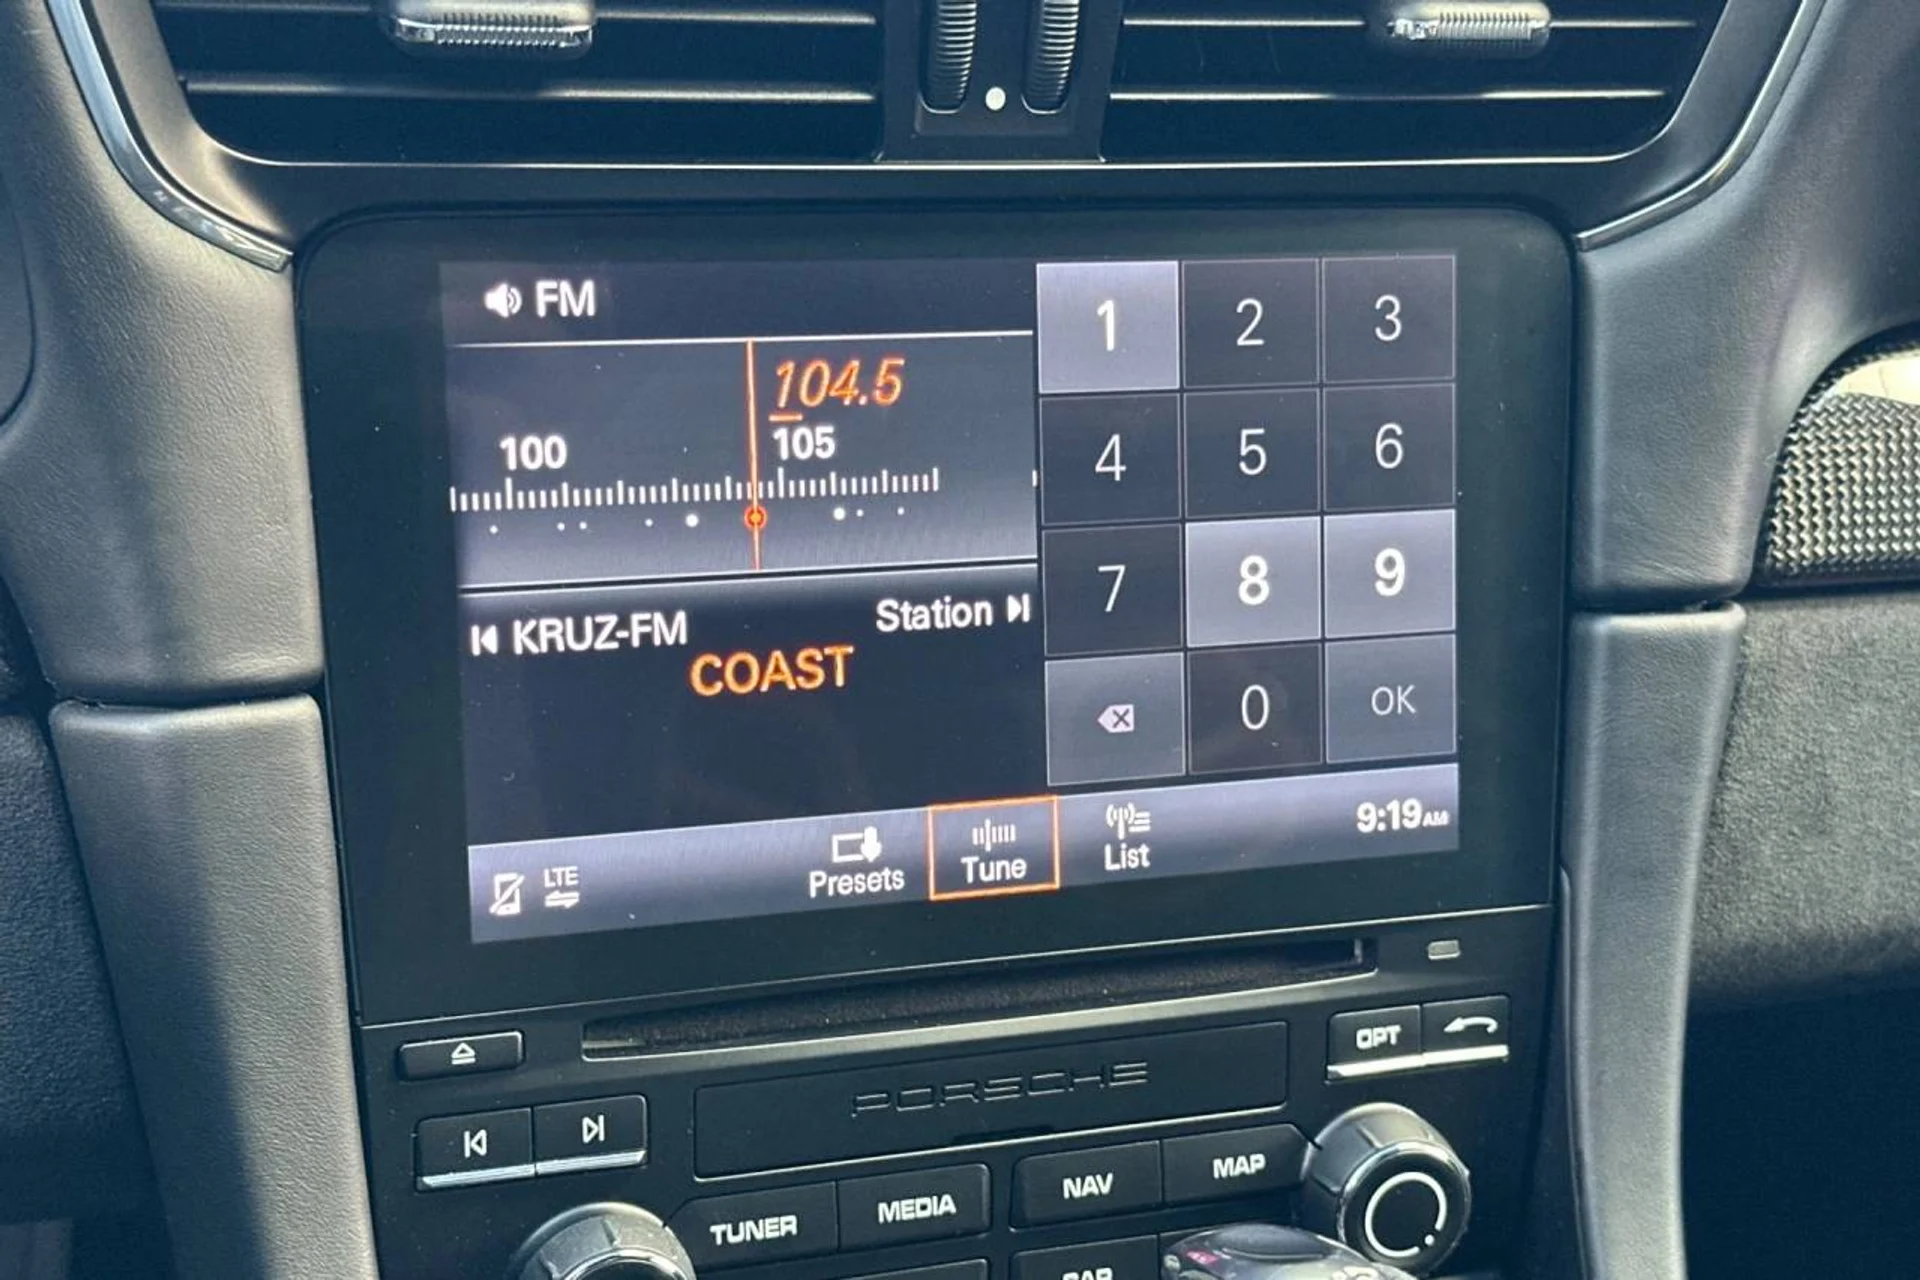 FM
104.5
100
105
KRUZ-FM
Station
COAST
1 2 3
4 5 6
7 8 9
0 OK
LTE
Presets
Tune
List
9:19AM
OPT
PORSCHE
TUNER
MEDIA
NAV
MAP